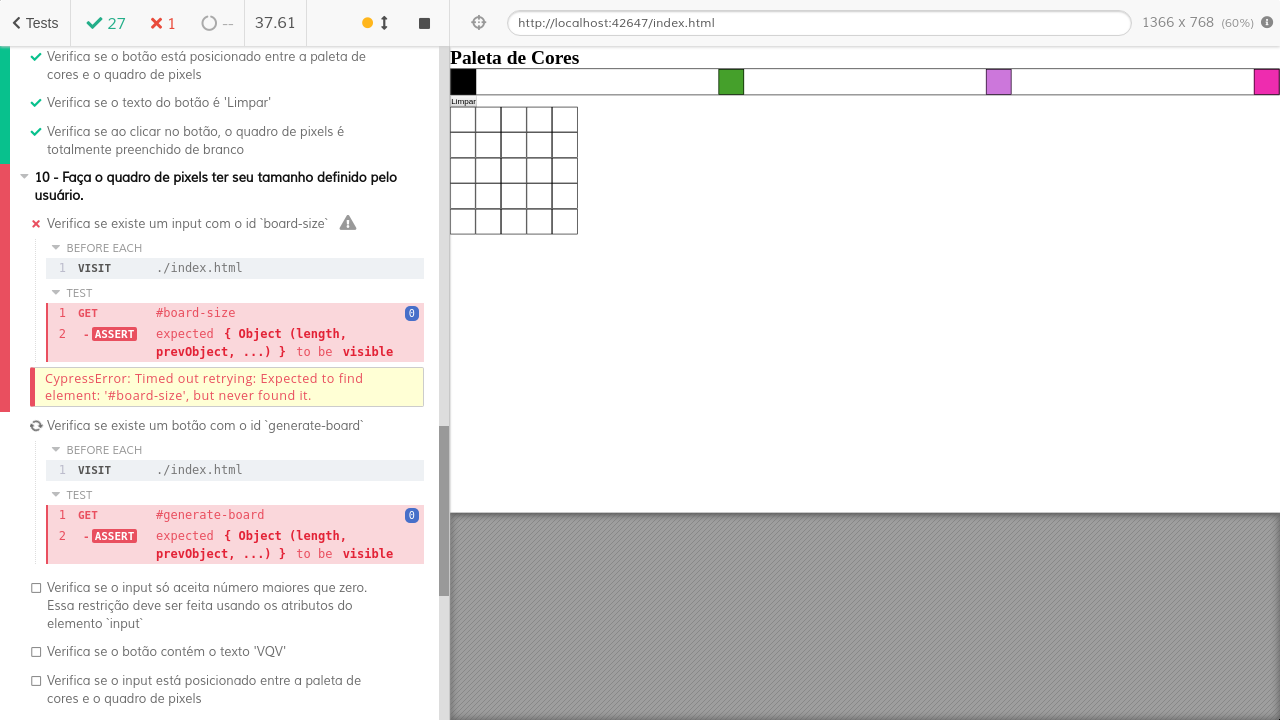 Tests
27
1
--
37.61
http://localhost:42647/index.html
1366 x 768 (60%)
Verifica se o botão está posicionado entre a paleta de
cores e o quadro de pixels
Verifica se o texto do botão é 'Limpar'
Verifica se ao clicar no botão, o quadro de pixels é
totalmente preenchido de branco
10 - Faça o quadro de pixels ter seu tamanho definido pelo
usuário.
Verifica se existe um input com o id `board-size`
BEFORE EACH
1 VISIT ./index.html
TEST
1 GET #board-size 0
2 - ASSERT expected { Object (length,
prevObject, ...) } to be visible
CypressError: Timed out retrying: Expected to find
element: '#board-size', but never found it.
Verifica se existe um botão com o id `generate-board`
BEFORE EACH
1 VISIT ./index.html
TEST
1 GET #generate-board 0
2 - ASSERT expected { Object (length,
prevObject, ...) } to be visible
Verifica se o input só aceita número maiores que zero.
Essa restrição deve ser feita usando os atributos do
elemento `input`
Verifica se o botão contém o texto 'VQV'
Verifica se o input está posicionado entre a paleta de
cores e o quadro de pixels
Paleta de Cores
Limpar